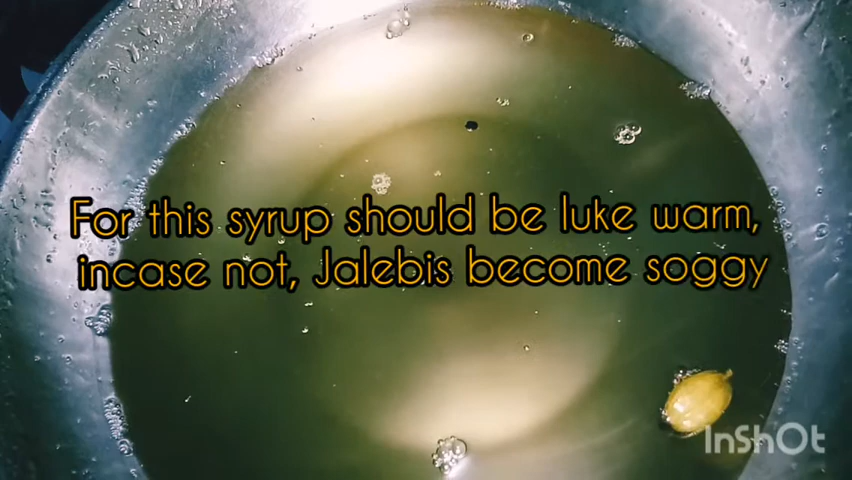 For this syrup should be luke warm,
incase not, Jalebis become soggy
InShOt